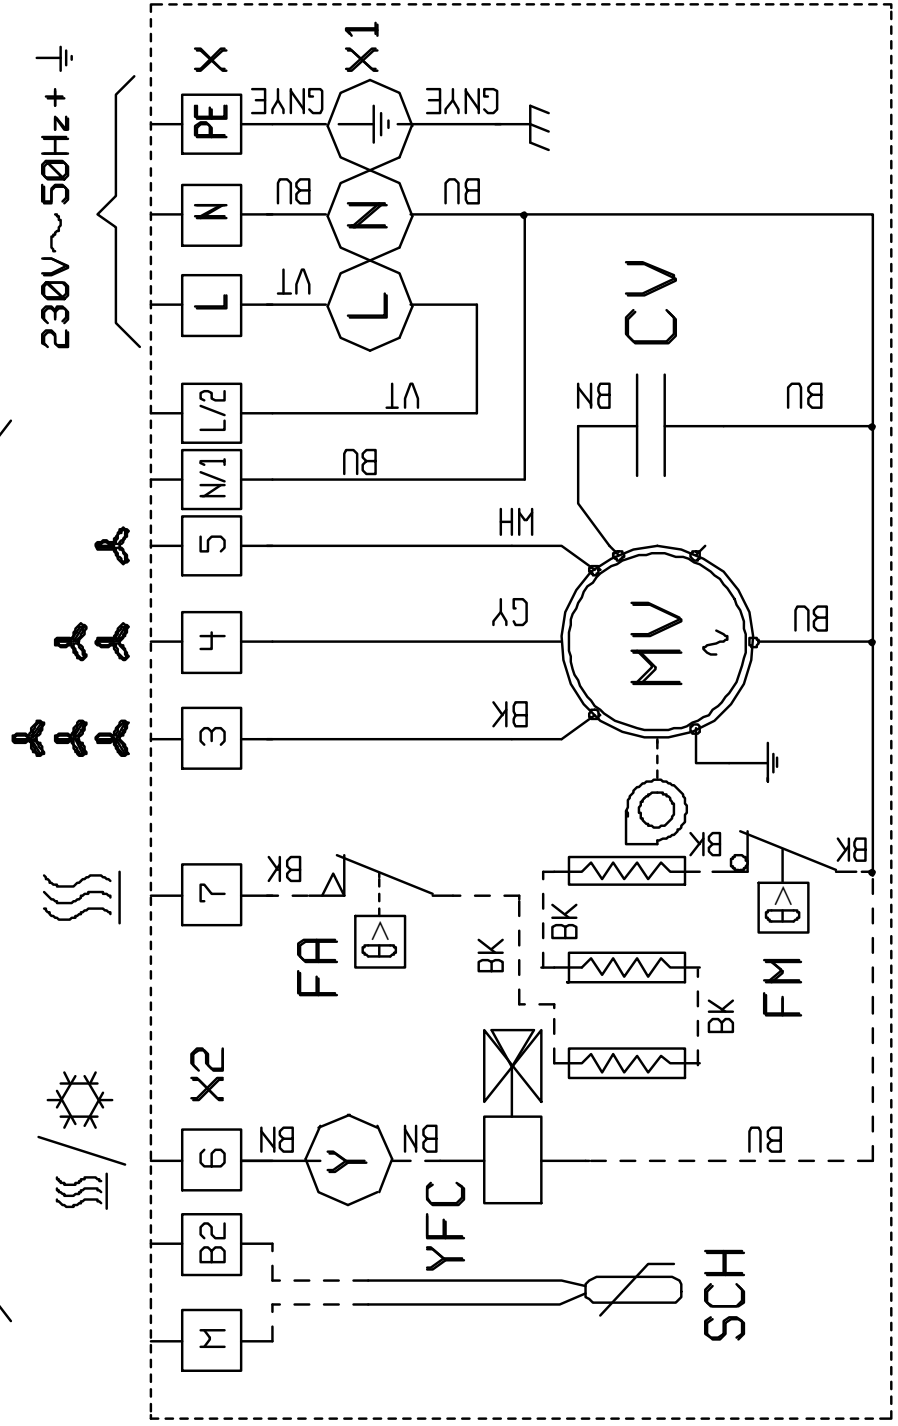 230V~50Hz+
X2
X
M
B2
6
7
3
4
5
N/1
L/2
L
N
PE
BN
BK
VT
BU
GNYE
X1
Y
FA
θ>
BU
VT
L
N
BN
YFC
BK
BK
GY
WH
BU
GNYE
BK
BN
MV
~
CV
SCH
BK
BK
FM
θ>
BU
BK
BU
BU